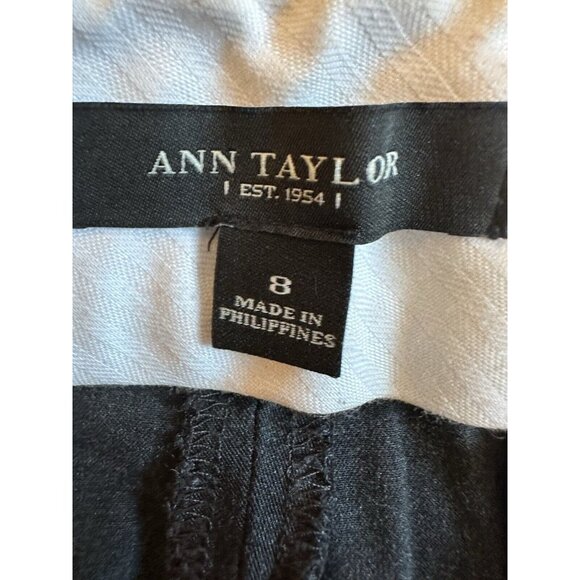 ANN TAYLOR
EST. 1954
8
MADE IN
PHILIPPINES